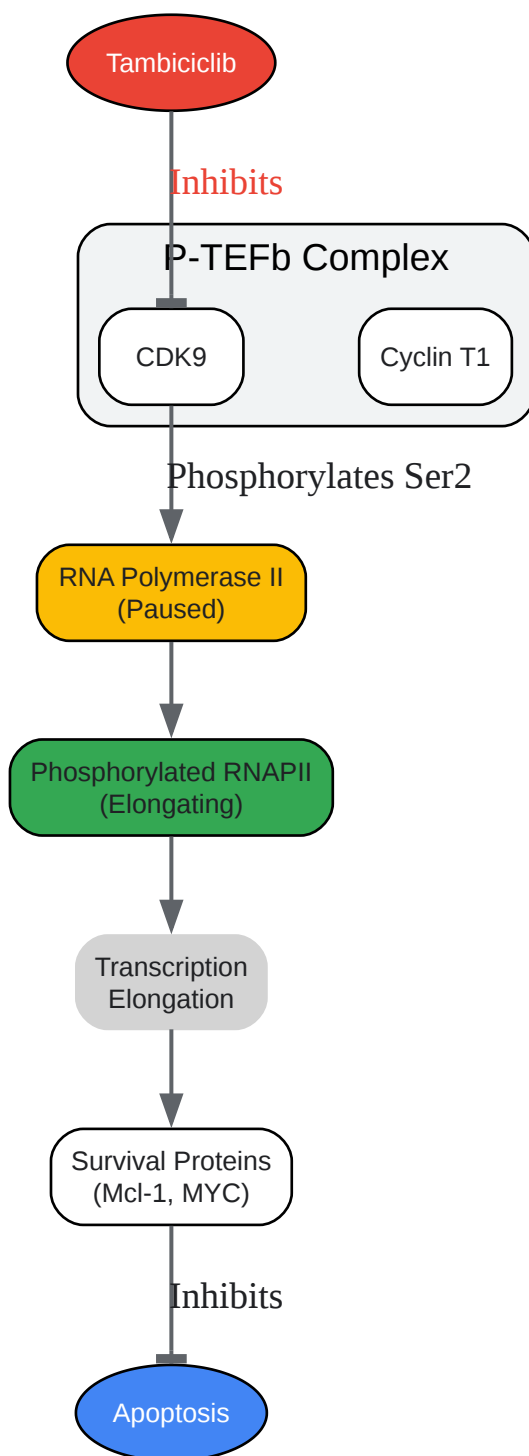 Tambiciclib
Inhibits
P-TEFb Complex
CDK9
Cyclin T1
Phosphorylates Ser2
RNA Polymerase II
(Paused)
Phosphorylated RNAPII
(Elongating)
Transcription
Elongation
Survival Proteins
(Mcl-1, MYC)
Inhibits
Apoptosis